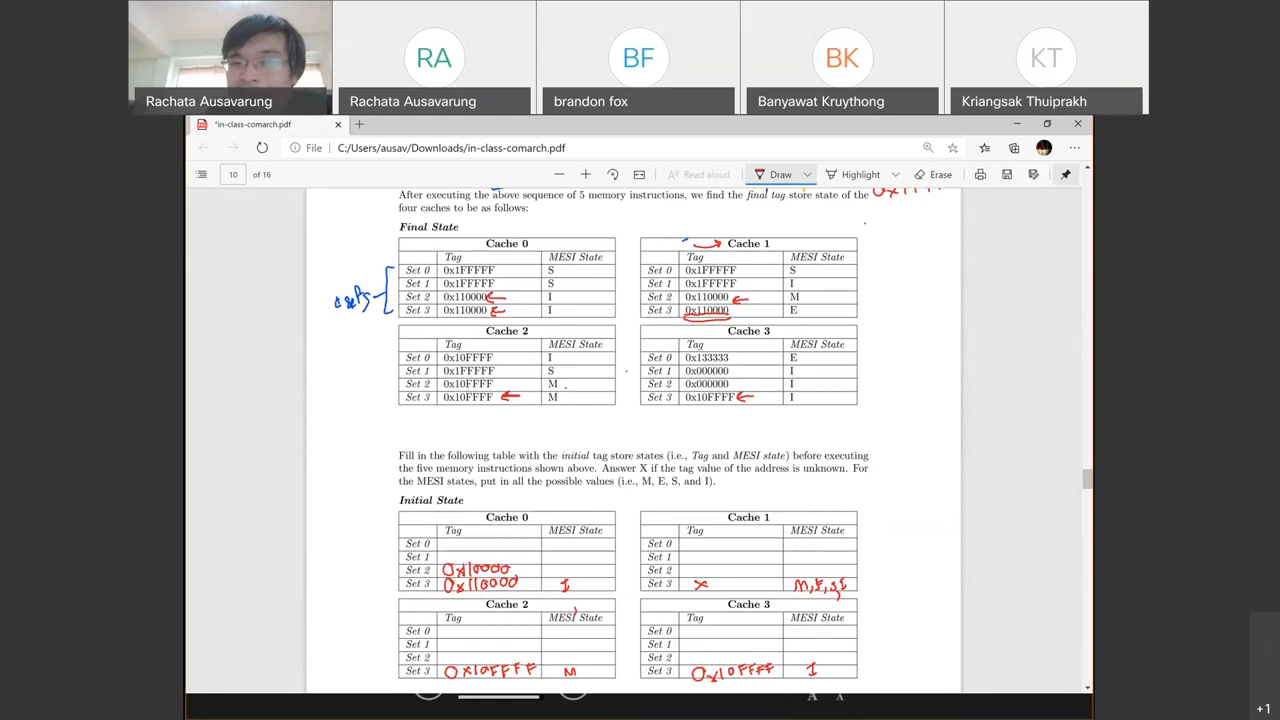 RA
BF
BK
KT
Rachata Ausavarung
Rachata Ausavarung
brandon fox
Banyawat Kruythong
Kriangsak Thuiprakh
*in-class-comarch.pdf
File
C:/Users/ausav/Downloads/in-class-comarch.pdf
10 of 16
Read aloud
Draw
Highlight
Erase
After executing the above sequence of 5 memory instructions, we find the final tag store state of the
four caches to be as follows:
Final State
Cache 0
Tag MESI State
Set 0 0x1FFFFF S
Set 1 0x1FFFFF S
Set 2 0x110000 I
Set 3 0x110000 I
Cache 1
Tag MESI State
Set 0 0x1FFFFF S
Set 1 0x1FFFFF I
Set 2 0x110000 M
Set 3 0x110000 E
Cache 2
Tag MESI State
Set 0 0x10FFFF I
Set 1 0x1FFFFF S
Set 2 0x10FFFF M
Set 3 0x10FFFF M
Cache 3
Tag MESI State
Set 0 0x133333 E
Set 1 0x000000 I
Set 2 0x000000 I
Set 3 0x10FFFF I
Fill in the following table with the initial tag store states (i.e., Tag and MESI state) before executing
the five memory instructions shown above. Answer X if the tag value of the address is unknown. For
the MESI states, put in all the possible values (i.e., M, E, S, and I).
Initial State
Cache 0
Tag MESI State
Set 0
Set 1
Set 2 0x110000
Set 3 0x110000 I
Cache 1
Tag MESI State
Set 0
Set 1
Set 2
Set 3 X M,E,S,I
Cache 2
Tag MESI State
Set 0
Set 1
Set 2
Set 3 0x10FFFF M
Cache 3
Tag MESI State
Set 0
Set 1
Set 2
Set 3 0x10FFFF I
A A
+1